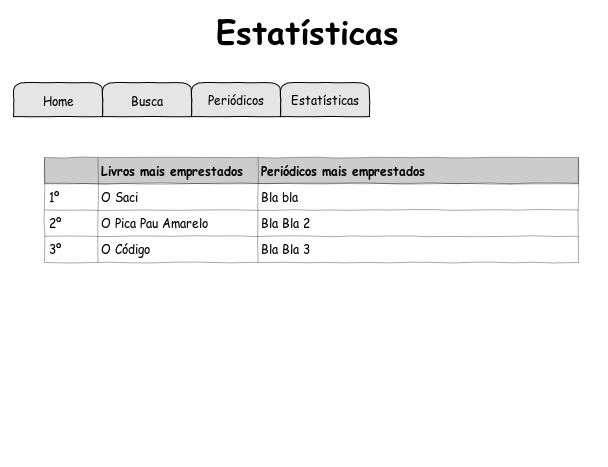 Estatísticas
Home Busca Periódicos Estatísticas
Livros mais emprestados Periódicos mais emprestados
1º O Saci Bla bla
2º O Pica Pau Amarelo Bla Bla 2
3º O Código Bla Bla 3